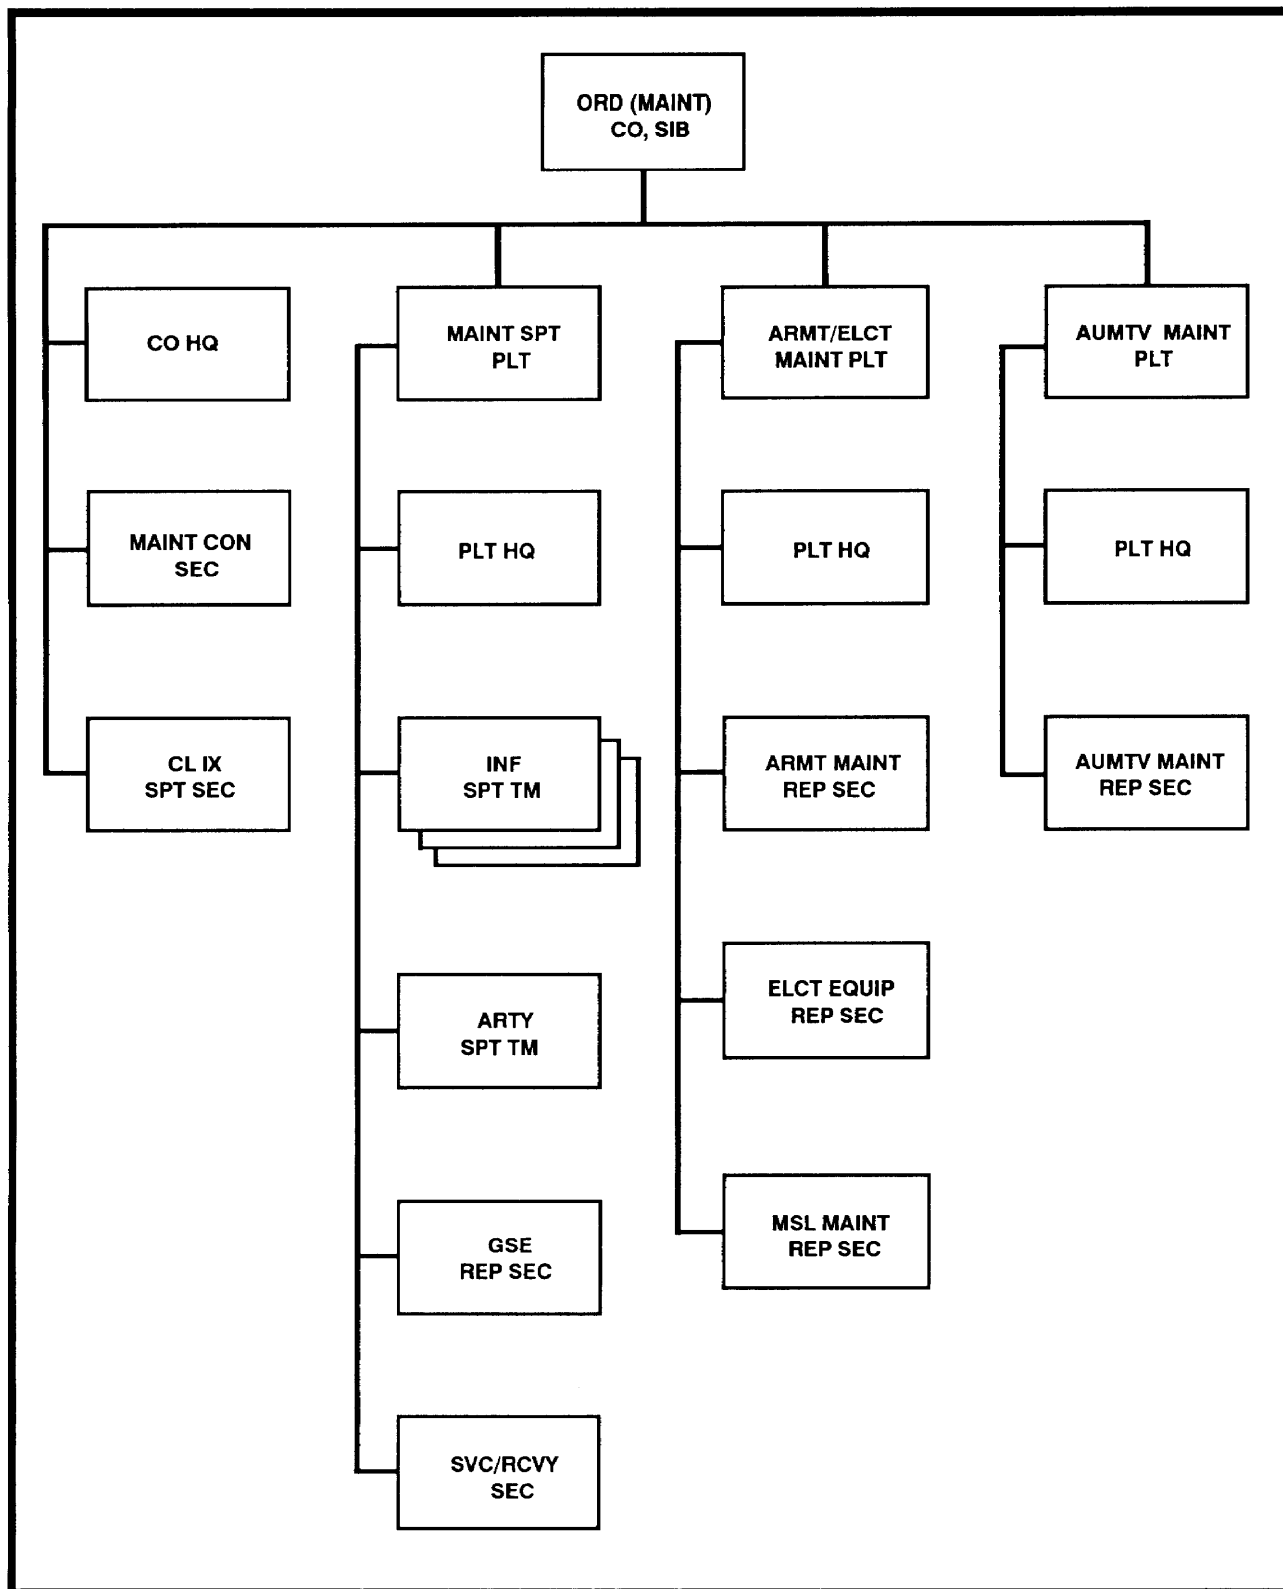 ORD (MAINT)
CO, SIB
CO HQ
MAINT SPT
PLT
ARMT/ELCT
MAINT PLT
AUMTV MAINT
PLT
MAINT CON
SEC
PLT HQ
PLT HQ
PLT HQ
CL IX
SPT SEC
INF
SPT TM
ARMT MAINT
REP SEC
AUMTV MAINT
REP SEC
ARTY
SPT TM
ELCT EQUIP
REP SEC
GSE
REP SEC
MSL MAINT
REP SEC
SVC/RCVY
SEC